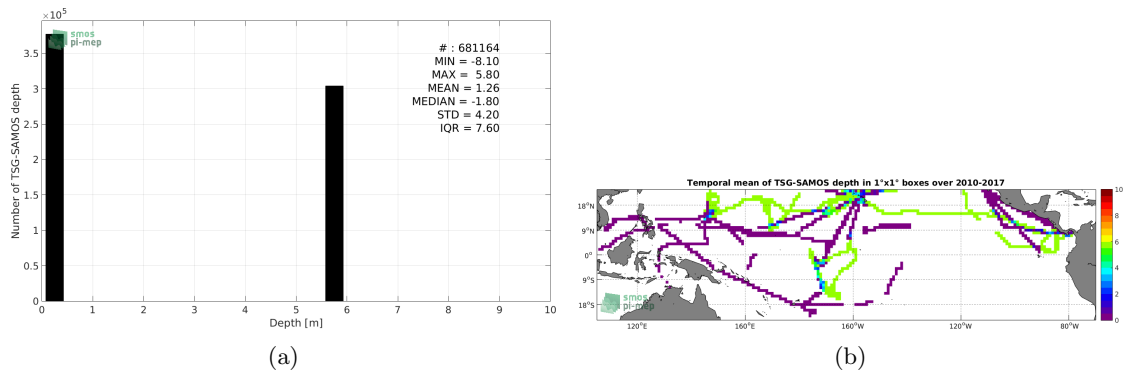 ×10⁵
smos
pi-mep
# : 681164
MIN = -8.10
MAX = 5.80
MEAN = 1.26
MEDIAN = -1.80
STD = 4.20
IQR = 7.60
3.5
3
2.5
2
1.5
1
0.5
0
Number of TSG-SAMOS depth
0 1 2 3 4 5 6 7 8 9 10
Depth [m]
(a)
Temporal mean of TSG-SAMOS depth in 1°x1° boxes over 2010-2017
18°N
9°N
0°
9°S
18°S
smos
pi-mep
120°E 160°E 160°W 120°W 80°W
10
8
6
4
2
0
(b)